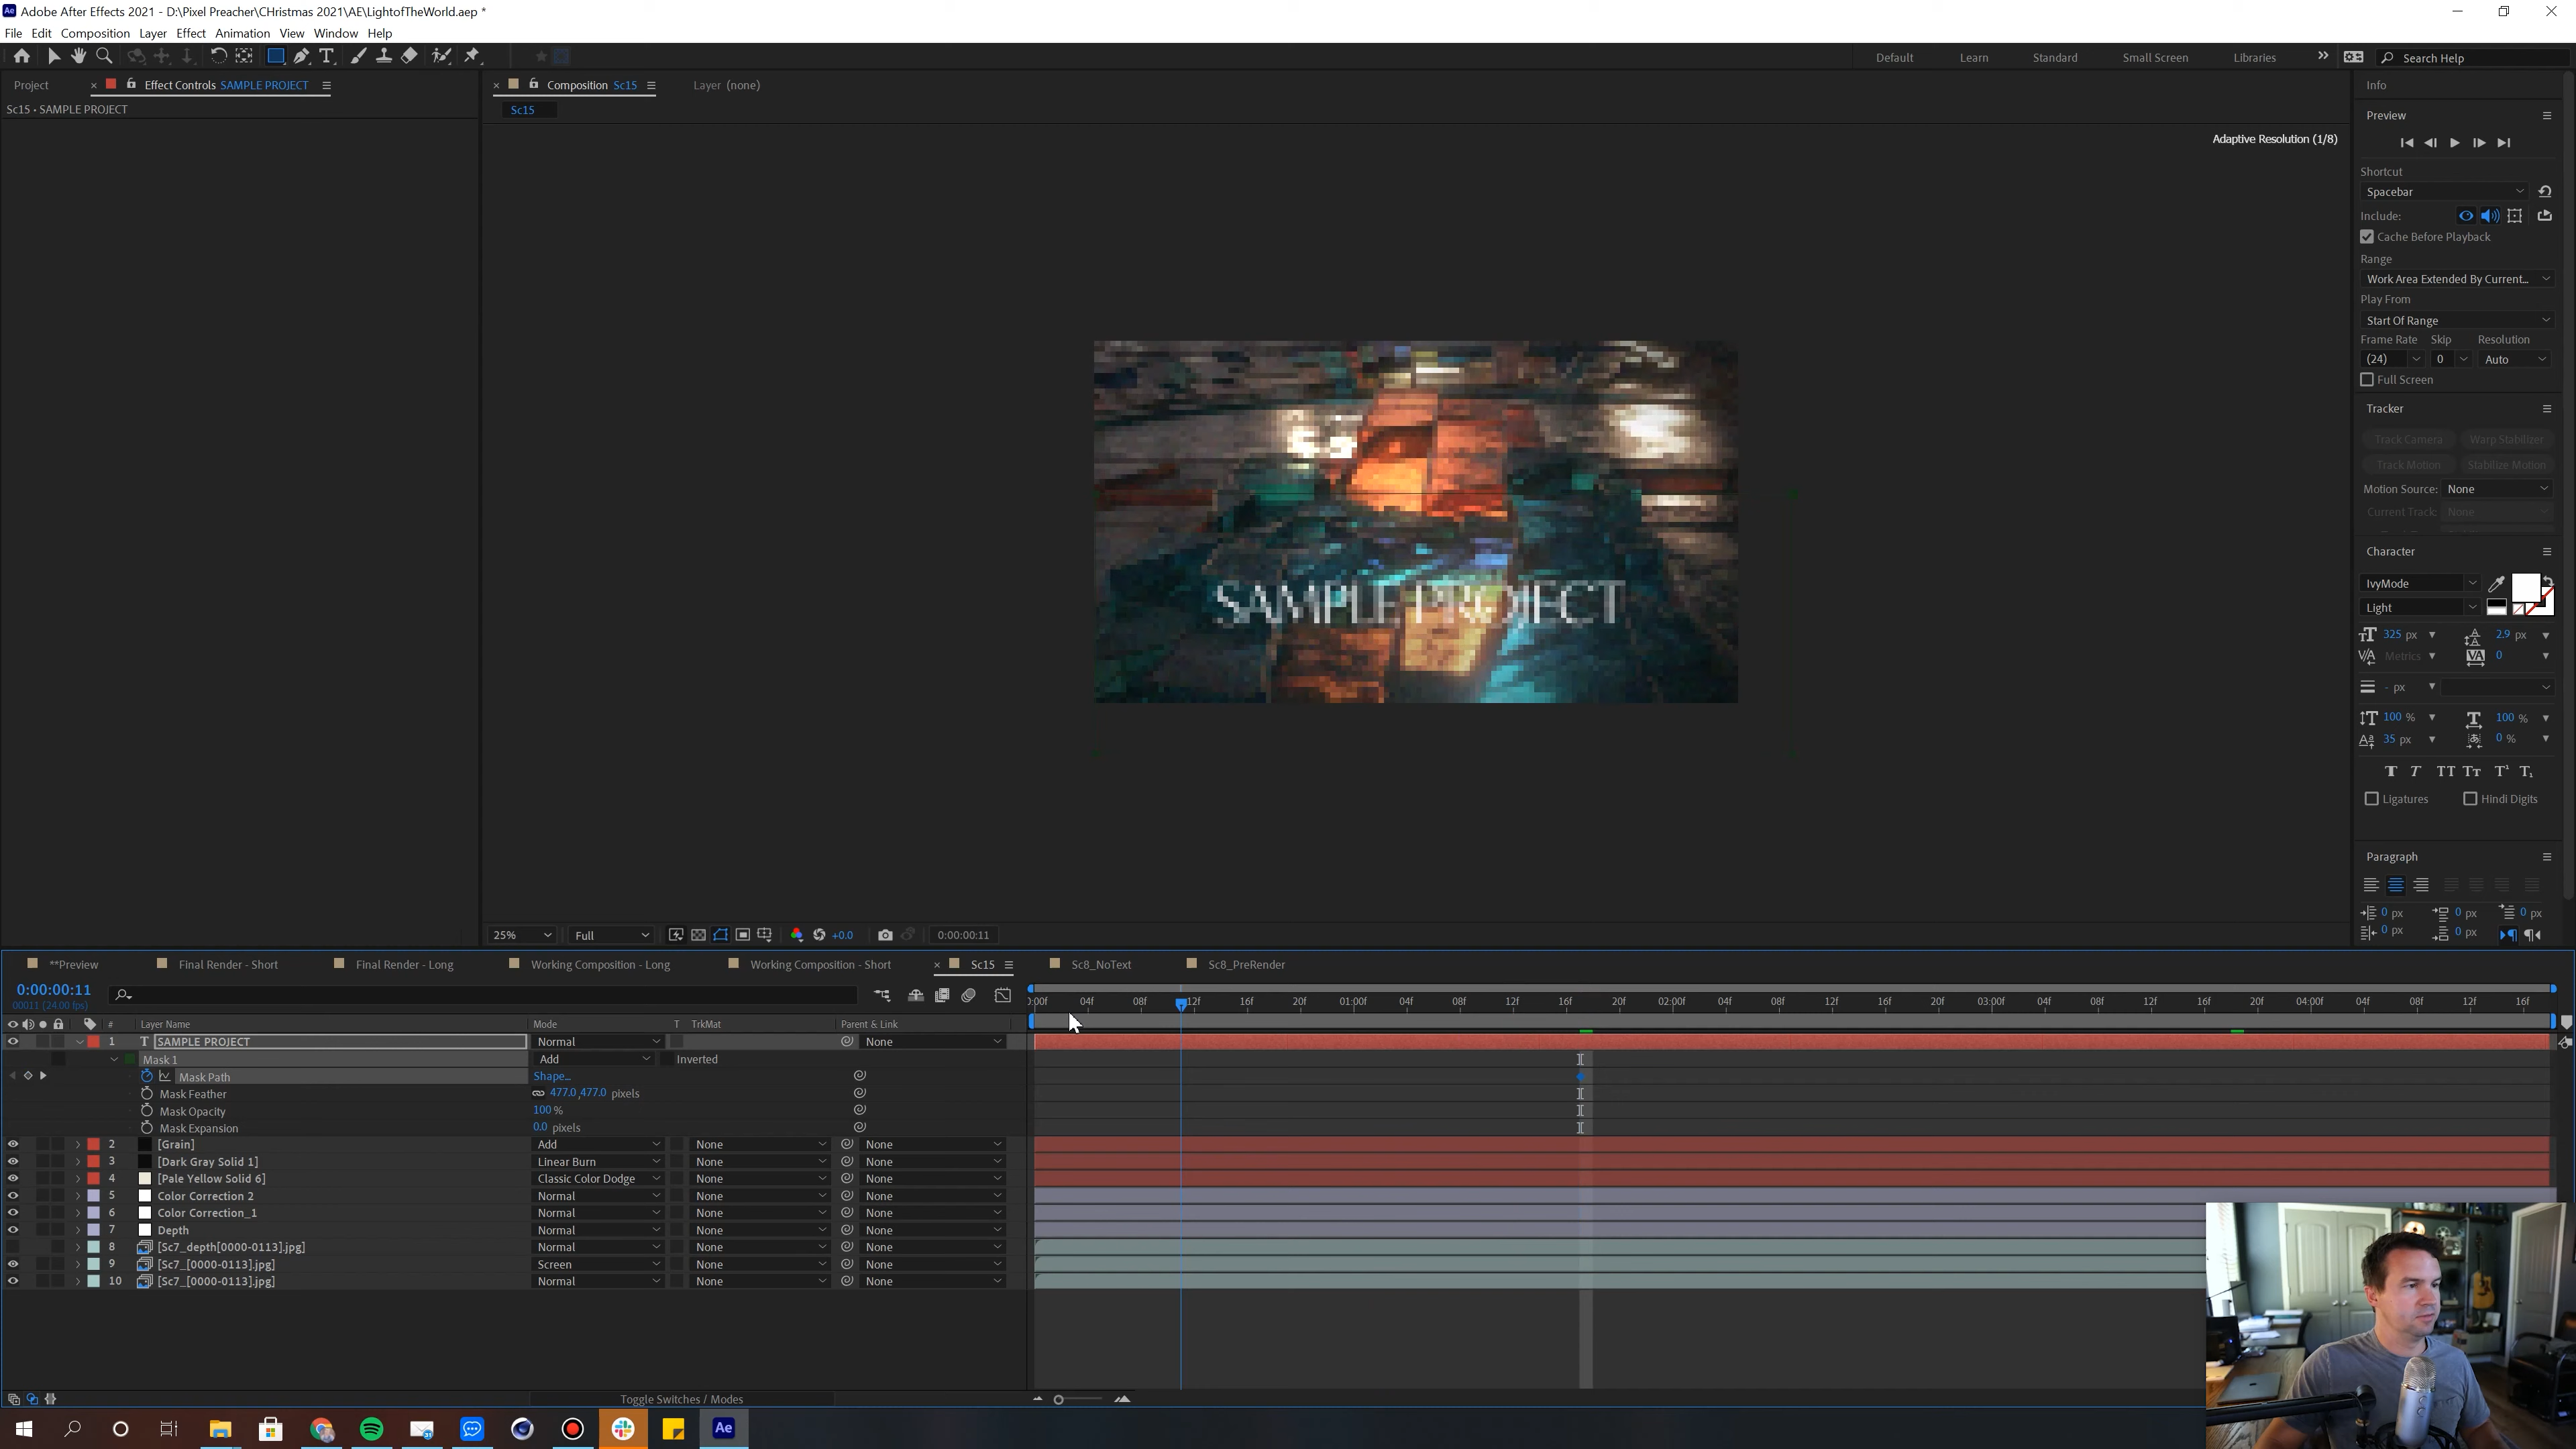 Adobe After Effects 2021 - D:\Pixel Preacher\CHristmas 2021\AE\LightofTheWorld.aep *
File Edit Composition Layer Effect Animation View Window Help
Default Learn Standard Small Screen Libraries Search Help
Project Effect Controls SAMPLE PROJECT
Sc15 • SAMPLE PROJECT
Composition Sc15 Layer (none)
Sc15
Adaptive Resolution (1/8)
SAMPLE PROJECT
25% Full +0.0 0:00:00:11
Info
Preview
Shortcut
Spacebar
Include:
Cache Before Playback
Range
Work Area Extended By Current...
Play From
Start Of Range
Frame Rate Skip Resolution
(24) 0 Auto
Full Screen
Tracker
Track Camera Warp Stabilizer
Track Motion Stabilize Motion
Motion Source: None
Current Track: None
Character
IvyMode
Light
325 px 2.9 px
Metrics 0
- px
100 % 100 %
35 px 0 %
Ligatures Hindi Digits
Paragraph
0 px 0 px 0 px
0 px 0 px
**Preview Final Render - Short Final Render - Long Working Composition - Long Working Composition - Short Sc15 Sc8_NoText Sc8_PreRender
0:00:00:11
00011 (24.00 fps)
):00f 04f 08f 12f 16f 20f 01:00f 04f 08f 12f 16f 20f 02:00f 04f 08f 12f 16f 20f 03:00f 04f 08f 12f 16f 20f 04:00f 04f 08f 12f 16f
# Layer Name Mode T TrkMat Parent & Link
1 T [SAMPLE PROJECT] Normal None
Mask 1 Add Inverted
Mask Path Shape...
Mask Feather 477.0,477.0 pixels
Mask Opacity 100 %
Mask Expansion 0.0 pixels
2 [Grain] Add None None
3 [Dark Gray Solid 1] Linear Burn None None
4 [Pale Yellow Solid 6] Classic Color Dodge None None
5 Color Correction 2 Normal None None
6 Color Correction_1 Normal None None
7 Depth Normal None None
8 [Sc7_depth[0000-0113].jpg] Normal None None
9 [Sc7_[0000-0113].jpg] Screen None None
10 [Sc7_[0000-0113].jpg] Normal None None
Toggle Switches / Modes
Ae